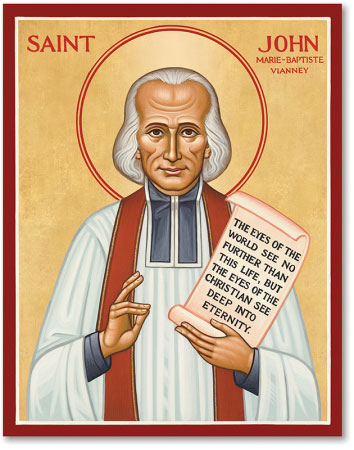 SAINT JOHN
MARIE-BAPTISTE
VIANNEY
THE EYES OF THE
WORLD SEE NO
FURTHER THAN
THIS LIFE, BUT
THE EYES OF THE
CHRISTIAN SEE
DEEP INTO
ETERNITY.